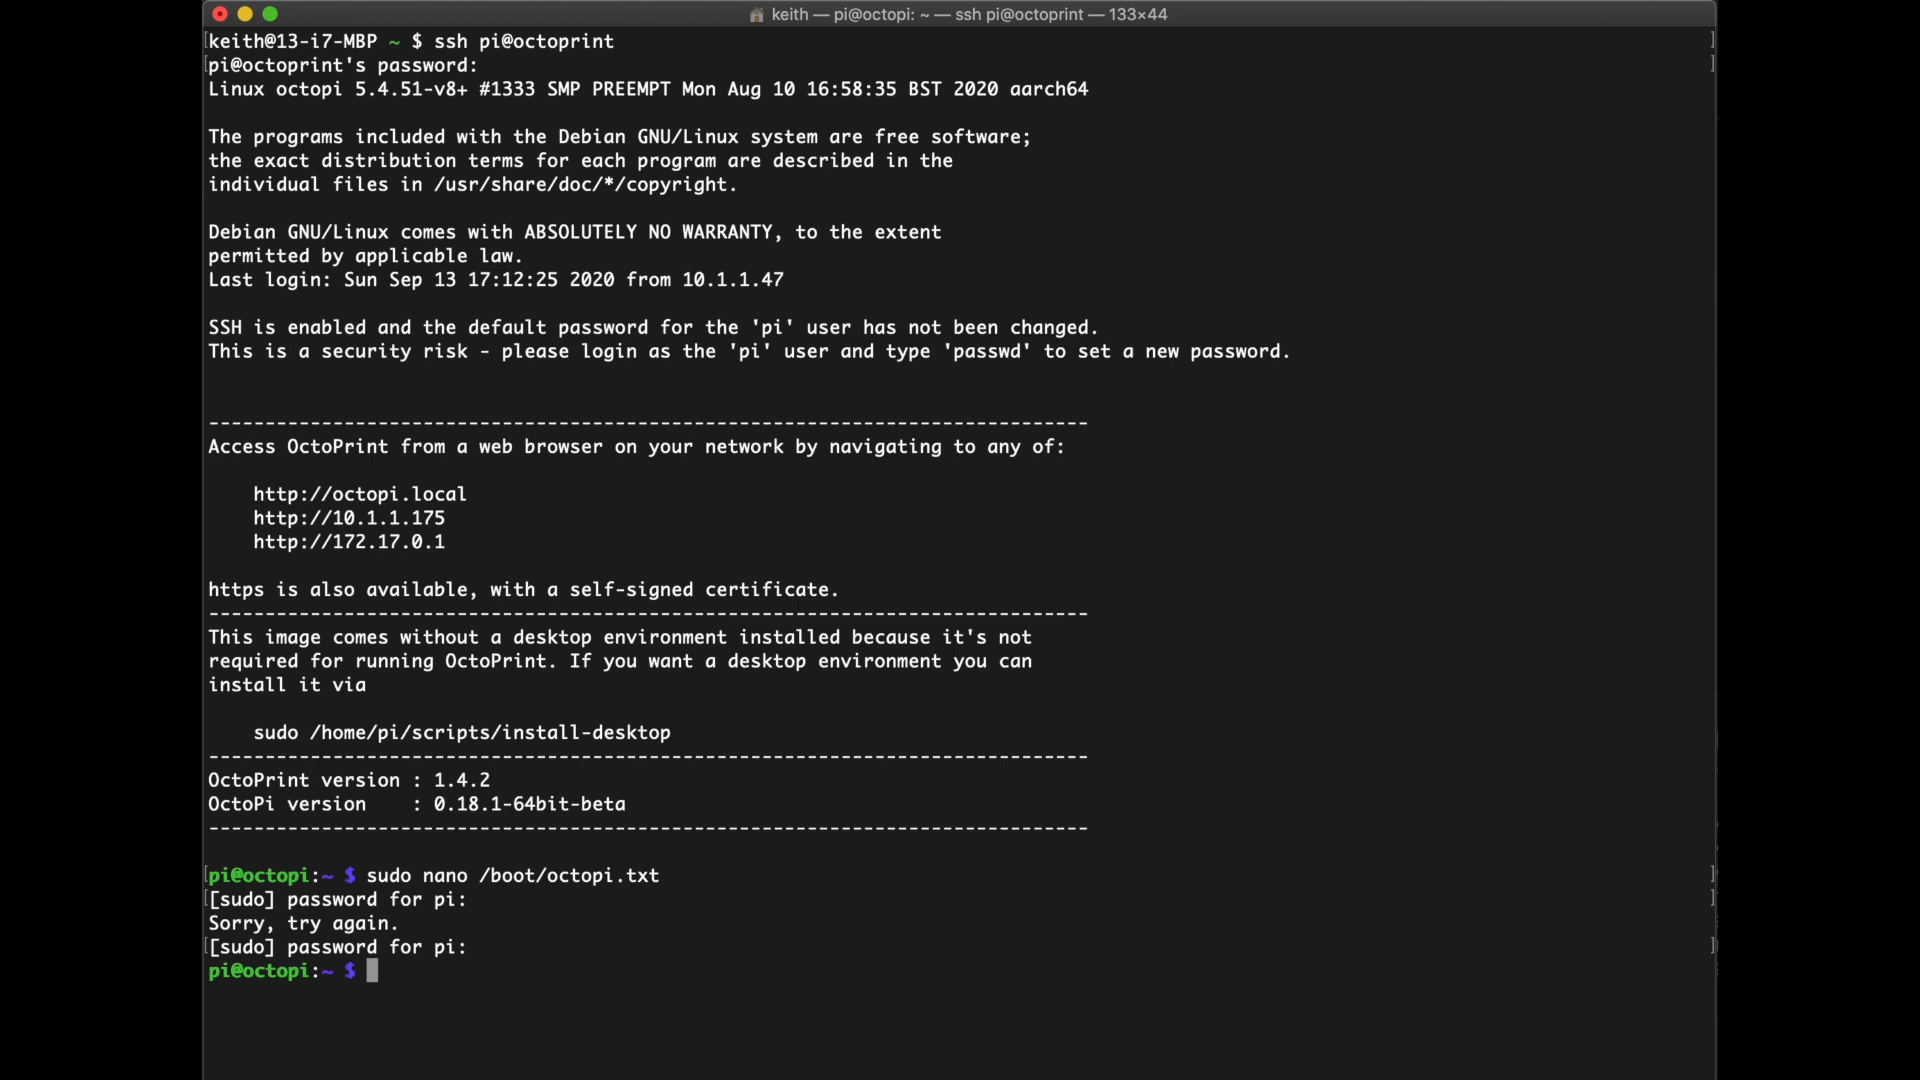 keith — pi@octopi: ~ — ssh pi@octoprint — 133×44
[keith@13-i7-MBP ~ $ ssh pi@octoprint ]
[pi@octoprint's password: ]
Linux octopi 5.4.51-v8+ #1333 SMP PREEMPT Mon Aug 10 16:58:35 BST 2020 aarch64
The programs included with the Debian GNU/Linux system are free software;
the exact distribution terms for each program are described in the
individual files in /usr/share/doc/*/copyright.
Debian GNU/Linux comes with ABSOLUTELY NO WARRANTY, to the extent
permitted by applicable law.
Last login: Sun Sep 13 17:12:25 2020 from 10.1.1.47
SSH is enabled and the default password for the 'pi' user has not been changed.
This is a security risk - please login as the 'pi' user and type 'passwd' to set a new password.
------------------------------------------------------------------------------
Access OctoPrint from a web browser on your network by navigating to any of:
http://octopi.local
http://10.1.1.175
http://172.17.0.1
https is also available, with a self-signed certificate.
------------------------------------------------------------------------------
This image comes without a desktop environment installed because it's not
required for running OctoPrint. If you want a desktop environment you can
install it via
sudo /home/pi/scripts/install-desktop
------------------------------------------------------------------------------
OctoPrint version : 1.4.2
OctoPi version    : 0.18.1-64bit-beta
------------------------------------------------------------------------------
[pi@octopi:~ $ sudo nano /boot/octopi.txt ]
[[sudo] password for pi: ]
Sorry, try again.
[[sudo] password for pi: ]
pi@octopi:~ $